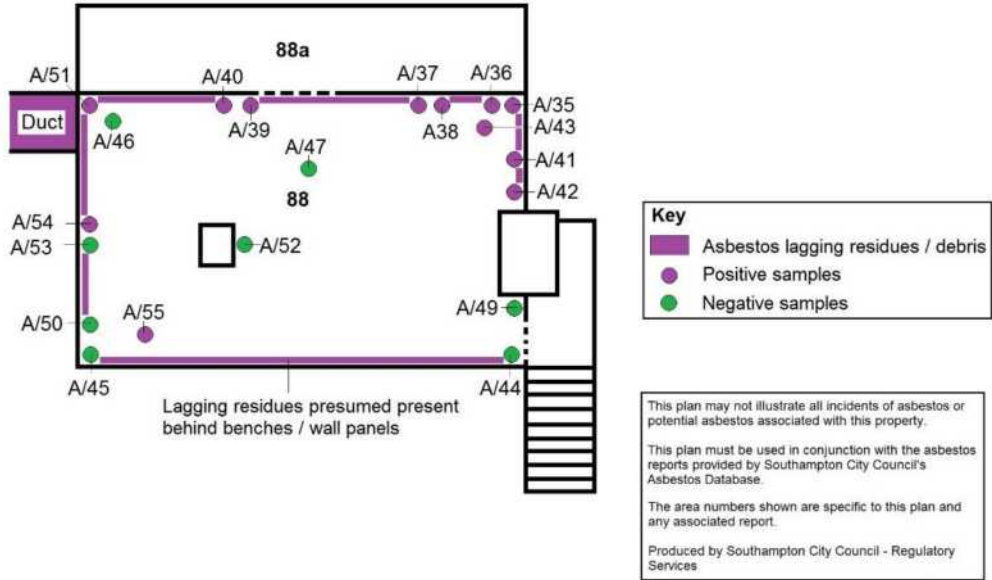 88a
A/51
A/40
A/37
A/36
A/35
Duct
A/46
A/39
A38
A/43
A/47
A/41
88
A/42
A/54
A/53
A/52
A/50
A/55
A/49
A/45
A/44
Lagging residues presumed present
behind benches / wall panels
Key
Asbestos lagging residues / debris
Positive samples
Negative samples
This plan may not illustrate all incidents of asbestos or
potential asbestos associated with this property.
This plan must be used in conjunction with the asbestos
reports provided by Southampton City Council's
Asbestos Database.
The area numbers shown are specific to this plan and
any associated report.
Produced by Southampton City Council - Regulatory
Services